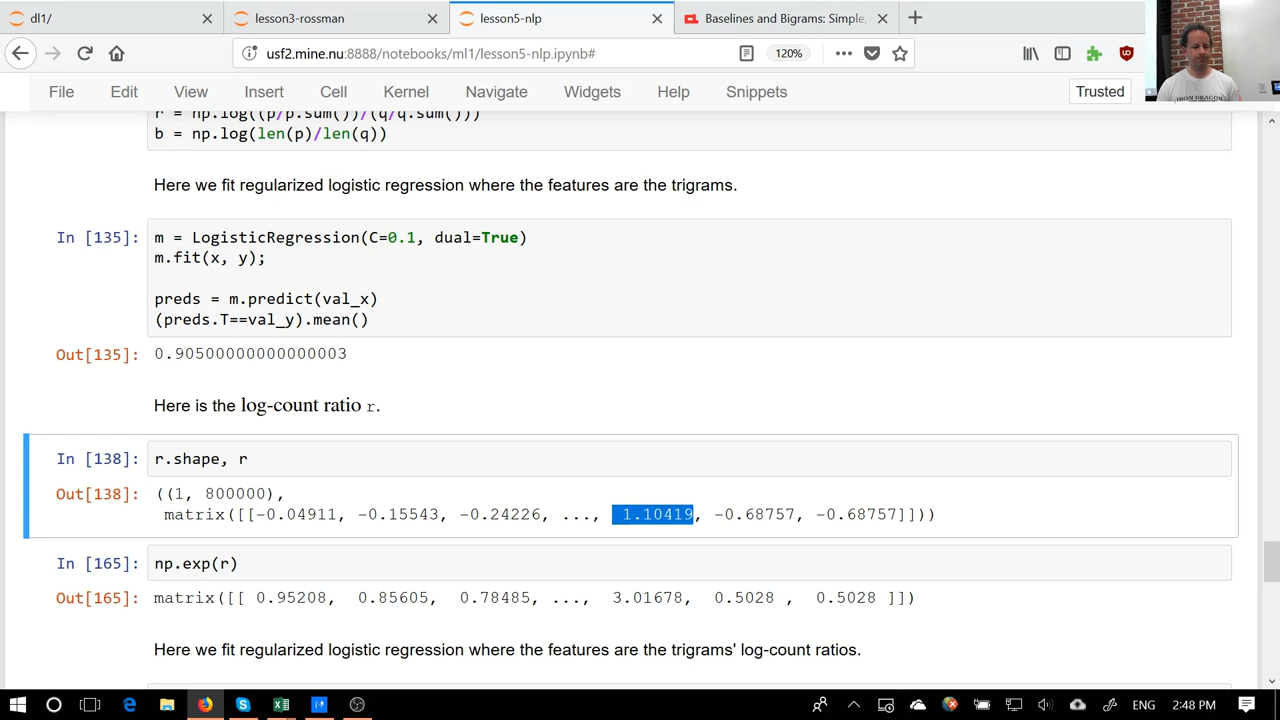 dl1/
lesson3-rossman
lesson5-nlp
Baselines and Bigrams: Simple,
usf2.mine.nu:8888/notebooks/ml1/lesson5-nlp.ipynb#
120%
File Edit View Insert Cell Kernel Navigate Widgets Help Snippets
Trusted
r = np.log((p/p.sum())/(q/q.sum()))
b = np.log(len(p)/len(q))
Here we fit regularized logistic regression where the features are the trigrams.
In [135]: m = LogisticRegression(C=0.1, dual=True)
m.fit(x, y);
preds = m.predict(val_x)
(preds.T==val_y).mean()
Out[135]: 0.90500000000000003
Here is the log-count ratio r.
In [138]: r.shape, r
Out[138]: ((1, 800000),
matrix([[-0.04911, -0.15543, -0.24226, ..., 1.10419, -0.68757, -0.68757]]))
In [165]: np.exp(r)
Out[165]: matrix([[ 0.95208, 0.85605, 0.78485, ..., 3.01678, 0.5028 , 0.5028 ]])
Here we fit regularized logistic regression where the features are the trigrams' log-count ratios.
ENG
2:48 PM